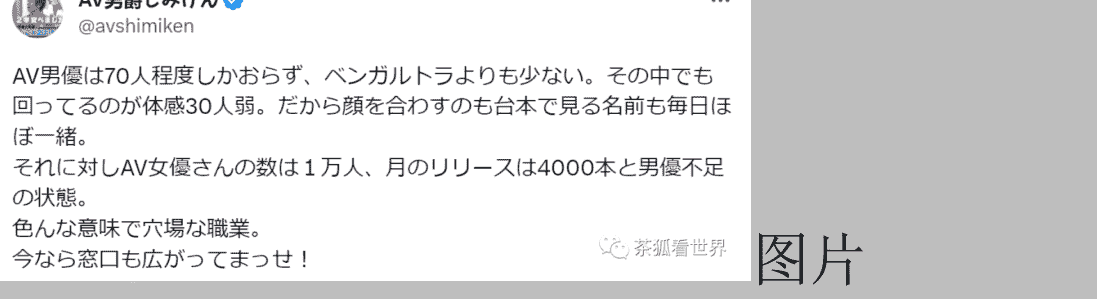 AV男爵しみけん
@avshimiken
AV男優は70人程度しかおらず、ベンガルトラよりも少ない。その中でも
回ってるのが体感30人弱。だから顔を合わすのも台本で見る名前も毎日ほ
ぼ一緒。
それに対しAV女優さんの数は１万人、月のリリースは4000本と男優不足
の状態。
色んな意味で穴場な職業。
今なら窓口も広がってまっせ！
茶狐看世界
图片